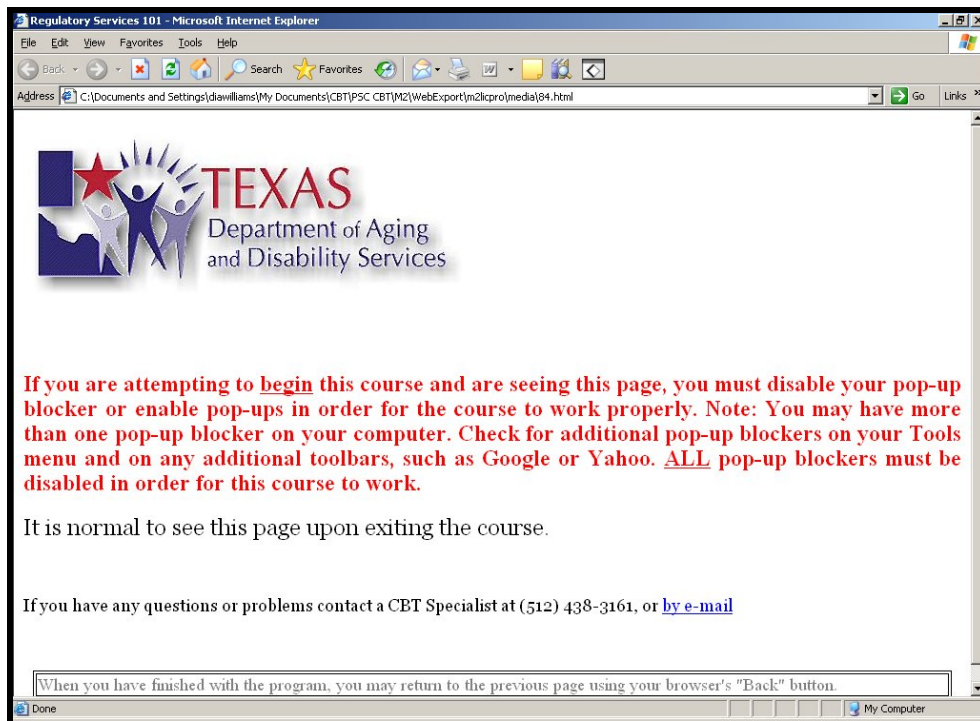 Regulatory Services 101 - Microsoft Internet Explorer
File Edit View Favorites Tools Help
Back Search Favorites
Address C:\Documents and Settings\diawilliams\My Documents\CBT\PSC CBT\M2\WebExport\m2licpro\media\84.html Go Links
TEXAS
Department of Aging
and Disability Services
If you are attempting to begin this course and are seeing this page, you must disable your pop-up
blocker or enable pop-ups in order for the course to work properly. Note: You may have more
than one pop-up blocker on your computer. Check for additional pop-up blockers on your Tools
menu and on any additional toolbars, such as Google or Yahoo. ALL pop-up blockers must be
disabled in order for this course to work.
It is normal to see this page upon exiting the course.
If you have any questions or problems contact a CBT Specialist at (512) 438-3161, or by e-mail
When you have finished with the program, you may return to the previous page using your browser's "Back" button.
Done My Computer